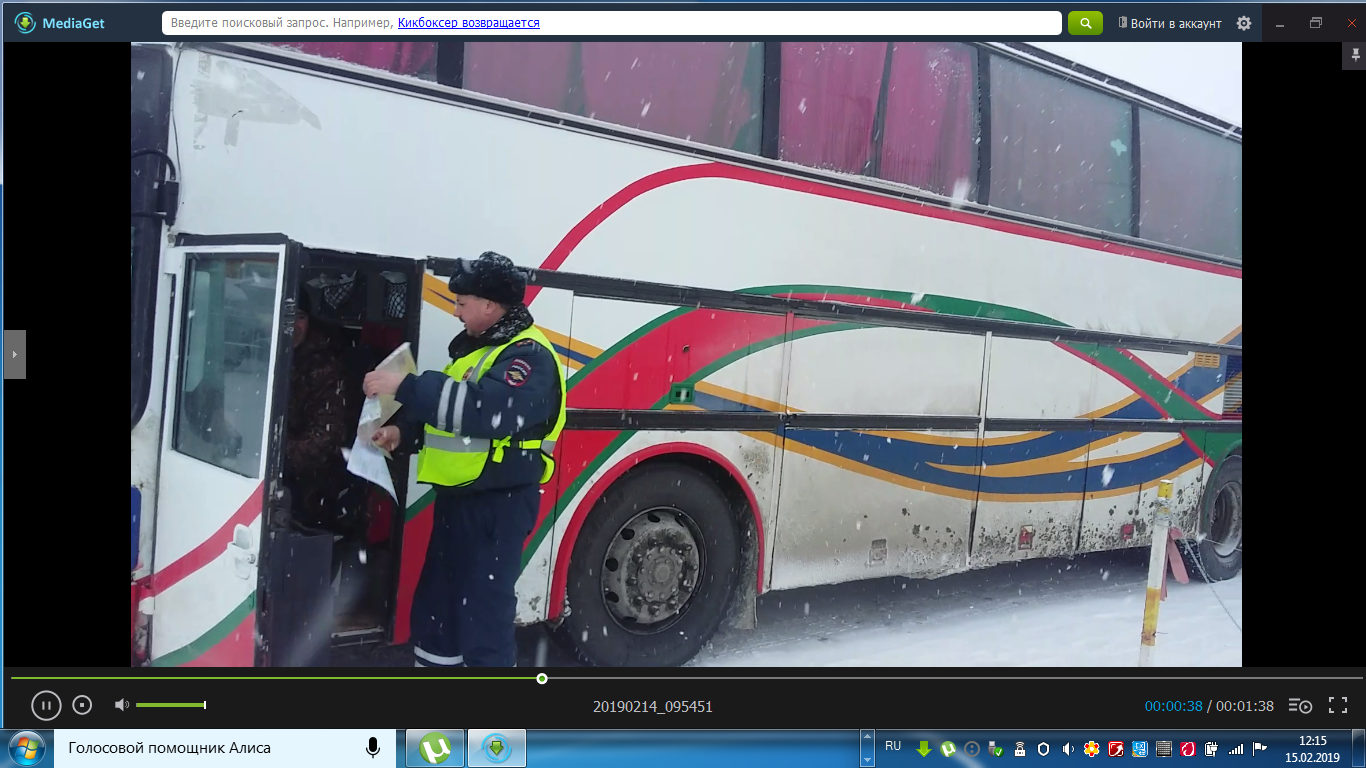 MediaGet
Введите поисковый запрос. Например, Кикбоксер возвращается
Войти в аккаунт
20190214_095451
00:00:38 / 00:01:38
Голосовой помощник Алиса
RU
12:15
15.02.2019